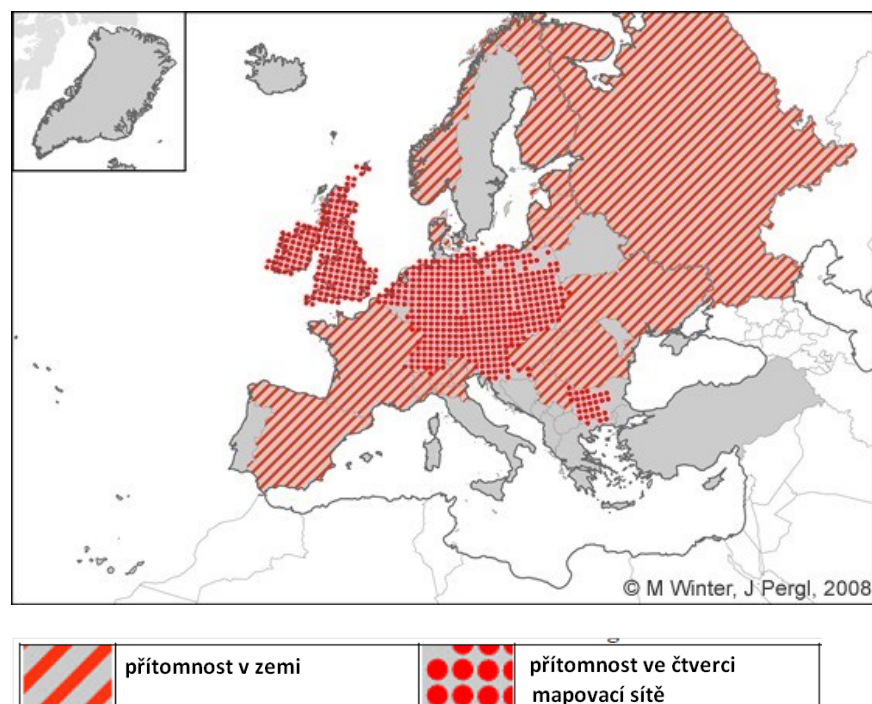 © M Winter, J Pergl, 2008
přítomnost v zemi
přítomnost ve čtverci
mapovací sítě